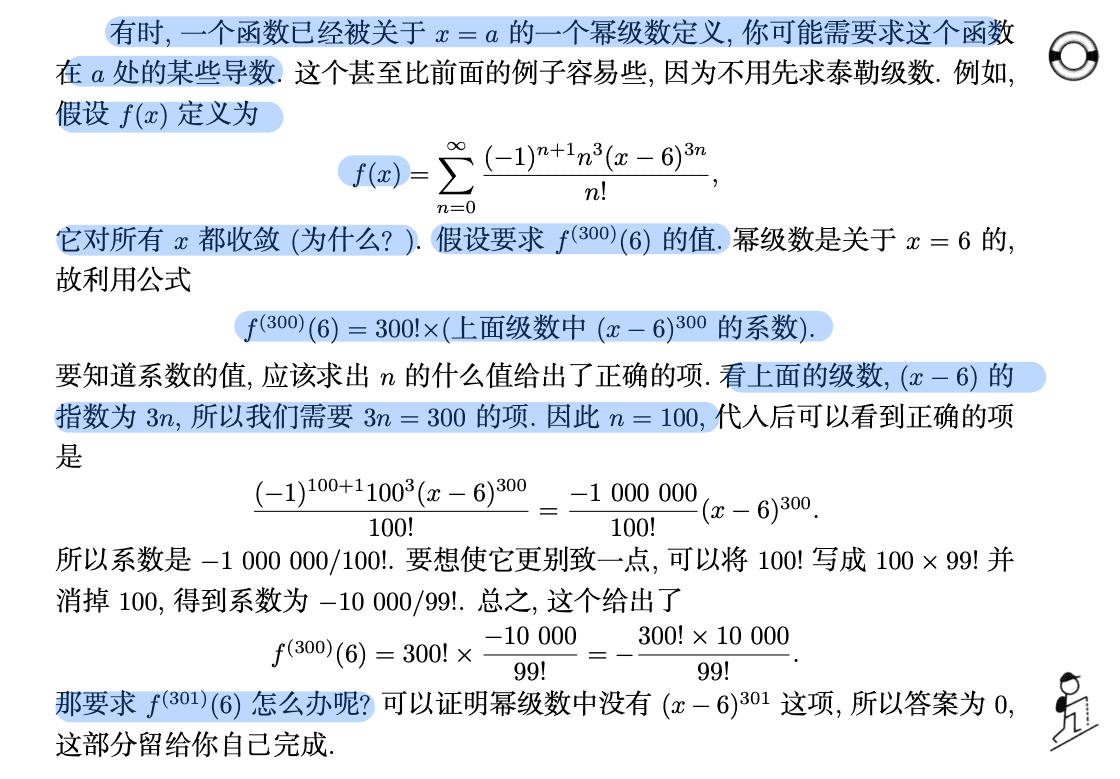 有时, 一个函数已经被关于 x = a 的一个幂级数定义, 你可能需要求这个函数
在 a 处的某些导数. 这个甚至比前面的例子容易些, 因为不用先求泰勒级数. 例如,
假设 f(x) 定义为
f(x) = ∑_{n=0}^{∞} \frac{(-1)^{n+1}n^3(x − 6)^{3n}}{n!},
它对所有 x 都收敛 (为什么? ). 假设要求 f^{(300)}(6) 的值. 幂级数是关于 x = 6 的,
故利用公式
f^{(300)}(6) = 300!×(上面级数中 (x − 6)^{300} 的系数).
要知道系数的值, 应该求出 n 的什么值给出了正确的项. 看上面的级数, (x − 6) 的
指数为 3n, 所以我们需要 3n = 300 的项. 因此 n = 100, 代入后可以看到正确的项
是
\frac{(−1)^{100+1}100^3(x − 6)^{300}}{100!} = \frac{−1 000 000}{100!}(x − 6)^{300}.
所以系数是 −1 000 000/100!. 要想使它更别致一点, 可以将 100! 写成 100 × 99! 并
消掉 100, 得到系数为 −10 000/99!. 总之, 这个给出了
f^{(300)}(6) = 300! × \frac{−10 000}{99!} = −\frac{300! × 10 000}{99!}.
那要求 f^{(301)}(6) 怎么办呢? 可以证明幂级数中没有 (x − 6)^{301} 这项, 所以答案为 0,
这部分留给你自己完成.